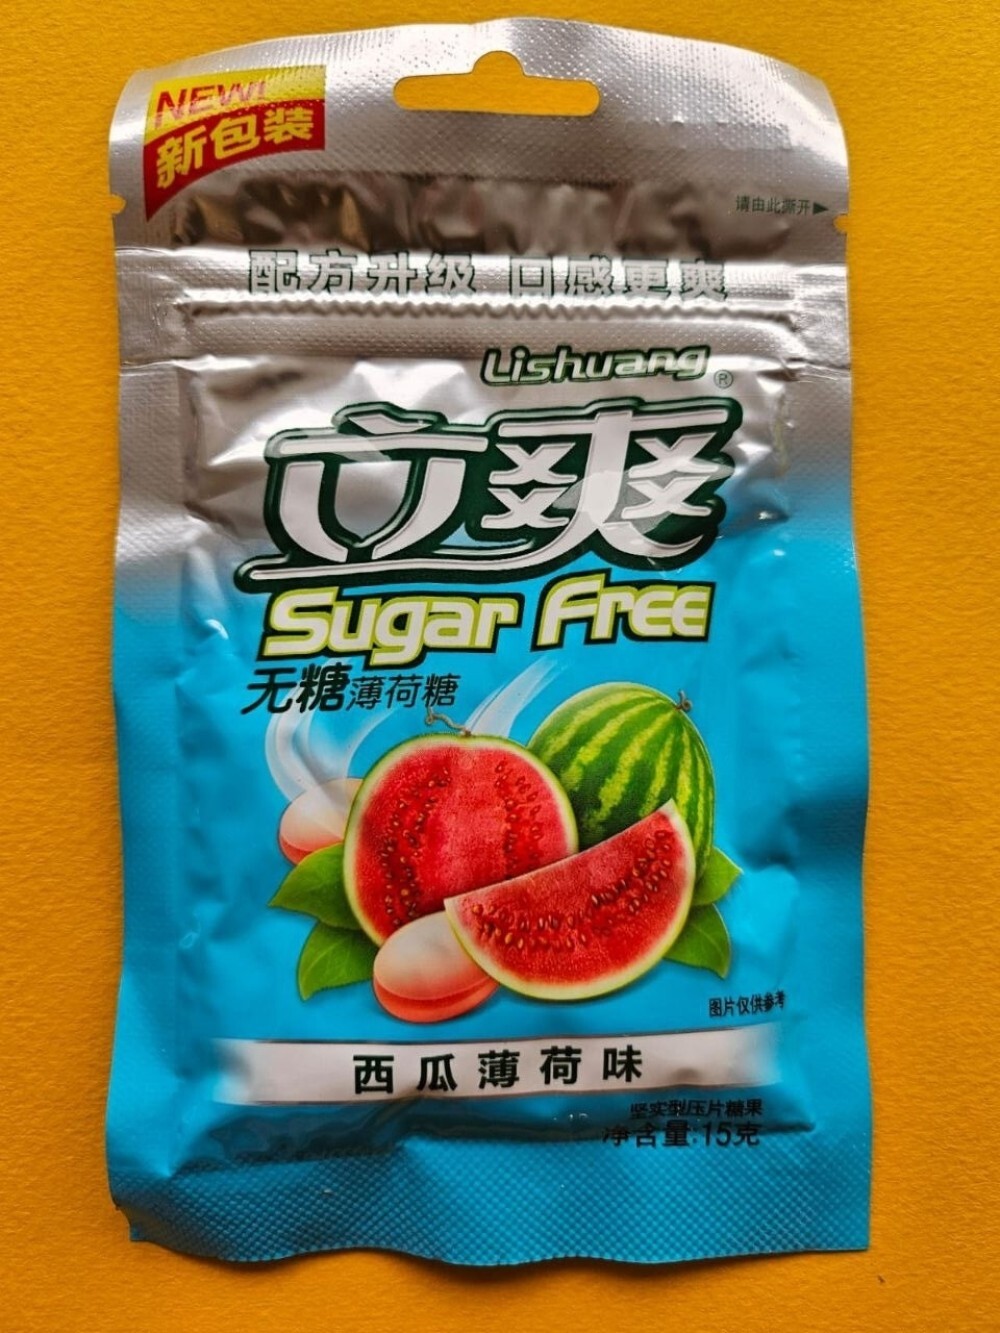 NEW!
新包装
请由此撕开
配方升级 口感更爽
Lishuang®
立爽
Sugar Free
无糖薄荷糖
图片仅供参考
西瓜薄荷味
坚实型压片糖果
净含量:15克